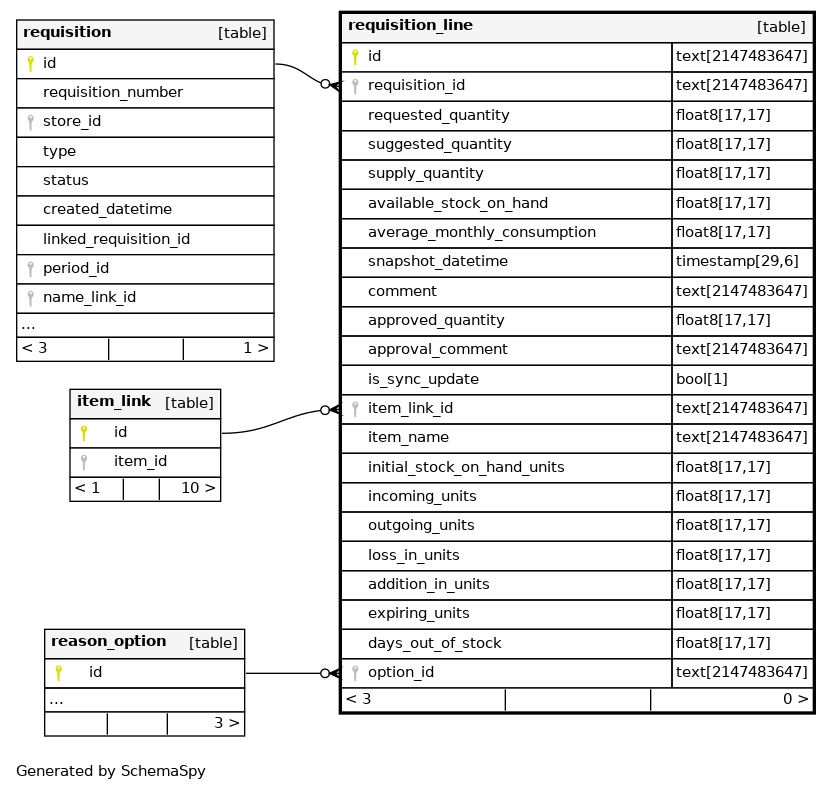 requisition [table]
id
requisition_number
store_id
type
status
created_datetime
linked_requisition_id
period_id
name_link_id
...
< 3 1 >
item_link [table]
id
item_id
< 1 10 >
reason_option [table]
id
...
3 >
requisition_line [table]
id text[2147483647]
requisition_id text[2147483647]
requested_quantity float8[17,17]
suggested_quantity float8[17,17]
supply_quantity float8[17,17]
available_stock_on_hand float8[17,17]
average_monthly_consumption float8[17,17]
snapshot_datetime timestamp[29,6]
comment text[2147483647]
approved_quantity float8[17,17]
approval_comment text[2147483647]
is_sync_update bool[1]
item_link_id text[2147483647]
item_name text[2147483647]
initial_stock_on_hand_units float8[17,17]
incoming_units float8[17,17]
outgoing_units float8[17,17]
loss_in_units float8[17,17]
addition_in_units float8[17,17]
expiring_units float8[17,17]
days_out_of_stock float8[17,17]
option_id text[2147483647]
< 3 0 >
Generated by SchemaSpy